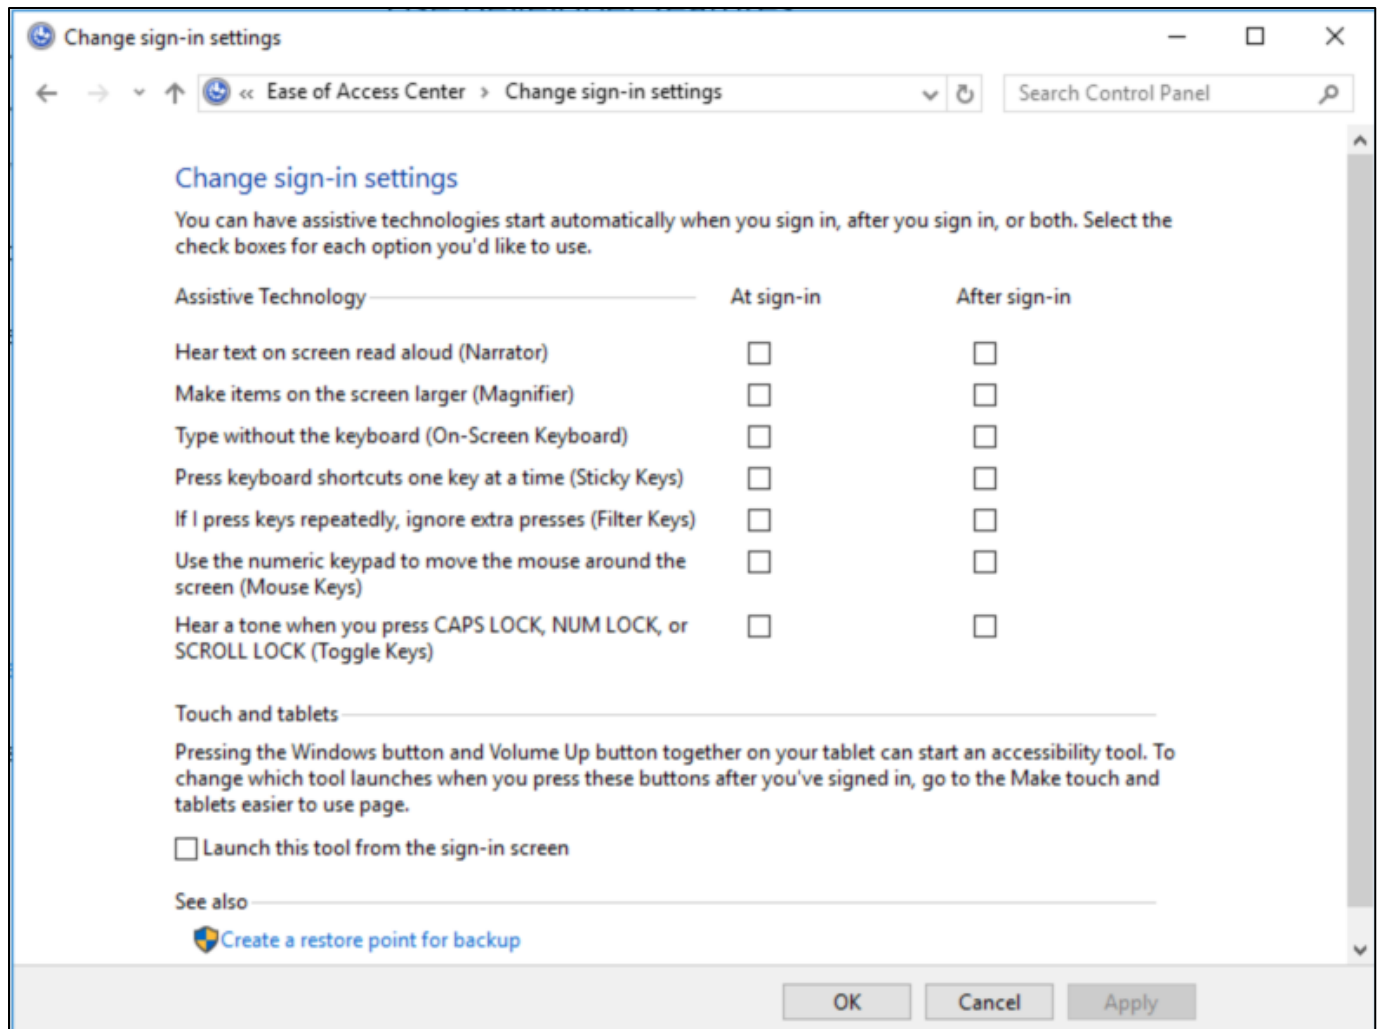 Change sign-in settings
« Ease of Access Center > Change sign-in settings
Search Control Panel
Change sign-in settings
You can have assistive technologies start automatically when you sign in, after you sign in, or both. Select the
check boxes for each option you'd like to use.
Assistive Technology At sign-in After sign-in
Hear text on screen read aloud (Narrator)
Make items on the screen larger (Magnifier)
Type without the keyboard (On-Screen Keyboard)
Press keyboard shortcuts one key at a time (Sticky Keys)
If I press keys repeatedly, ignore extra presses (Filter Keys)
Use the numeric keypad to move the mouse around the
screen (Mouse Keys)
Hear a tone when you press CAPS LOCK, NUM LOCK, or
SCROLL LOCK (Toggle Keys)
Touch and tablets
Pressing the Windows button and Volume Up button together on your tablet can start an accessibility tool. To
change which tool launches when you press these buttons after you've signed in, go to the Make touch and
tablets easier to use page.
Launch this tool from the sign-in screen
See also
Create a restore point for backup
OK Cancel Apply